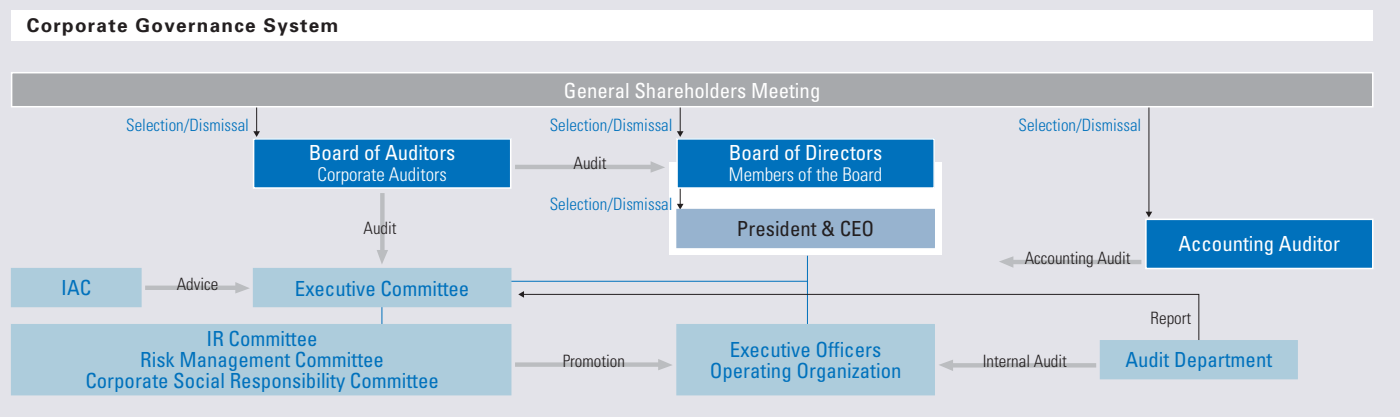 Corporate Governance System
General Shareholders Meeting
Selection/Dismissal
Selection/Dismissal
Selection/Dismissal
Board of Auditors
Corporate Auditors
Audit
Board of Directors
Members of the Board
Selection/Dismissal
President & CEO
Audit
Accounting Auditor
Accounting Audit
IAC
Advice
Executive Committee
Report
IR Committee
Risk Management Committee
Corporate Social Responsibility Committee
Promotion
Executive Officers
Operating Organization
Internal Audit
Audit Department